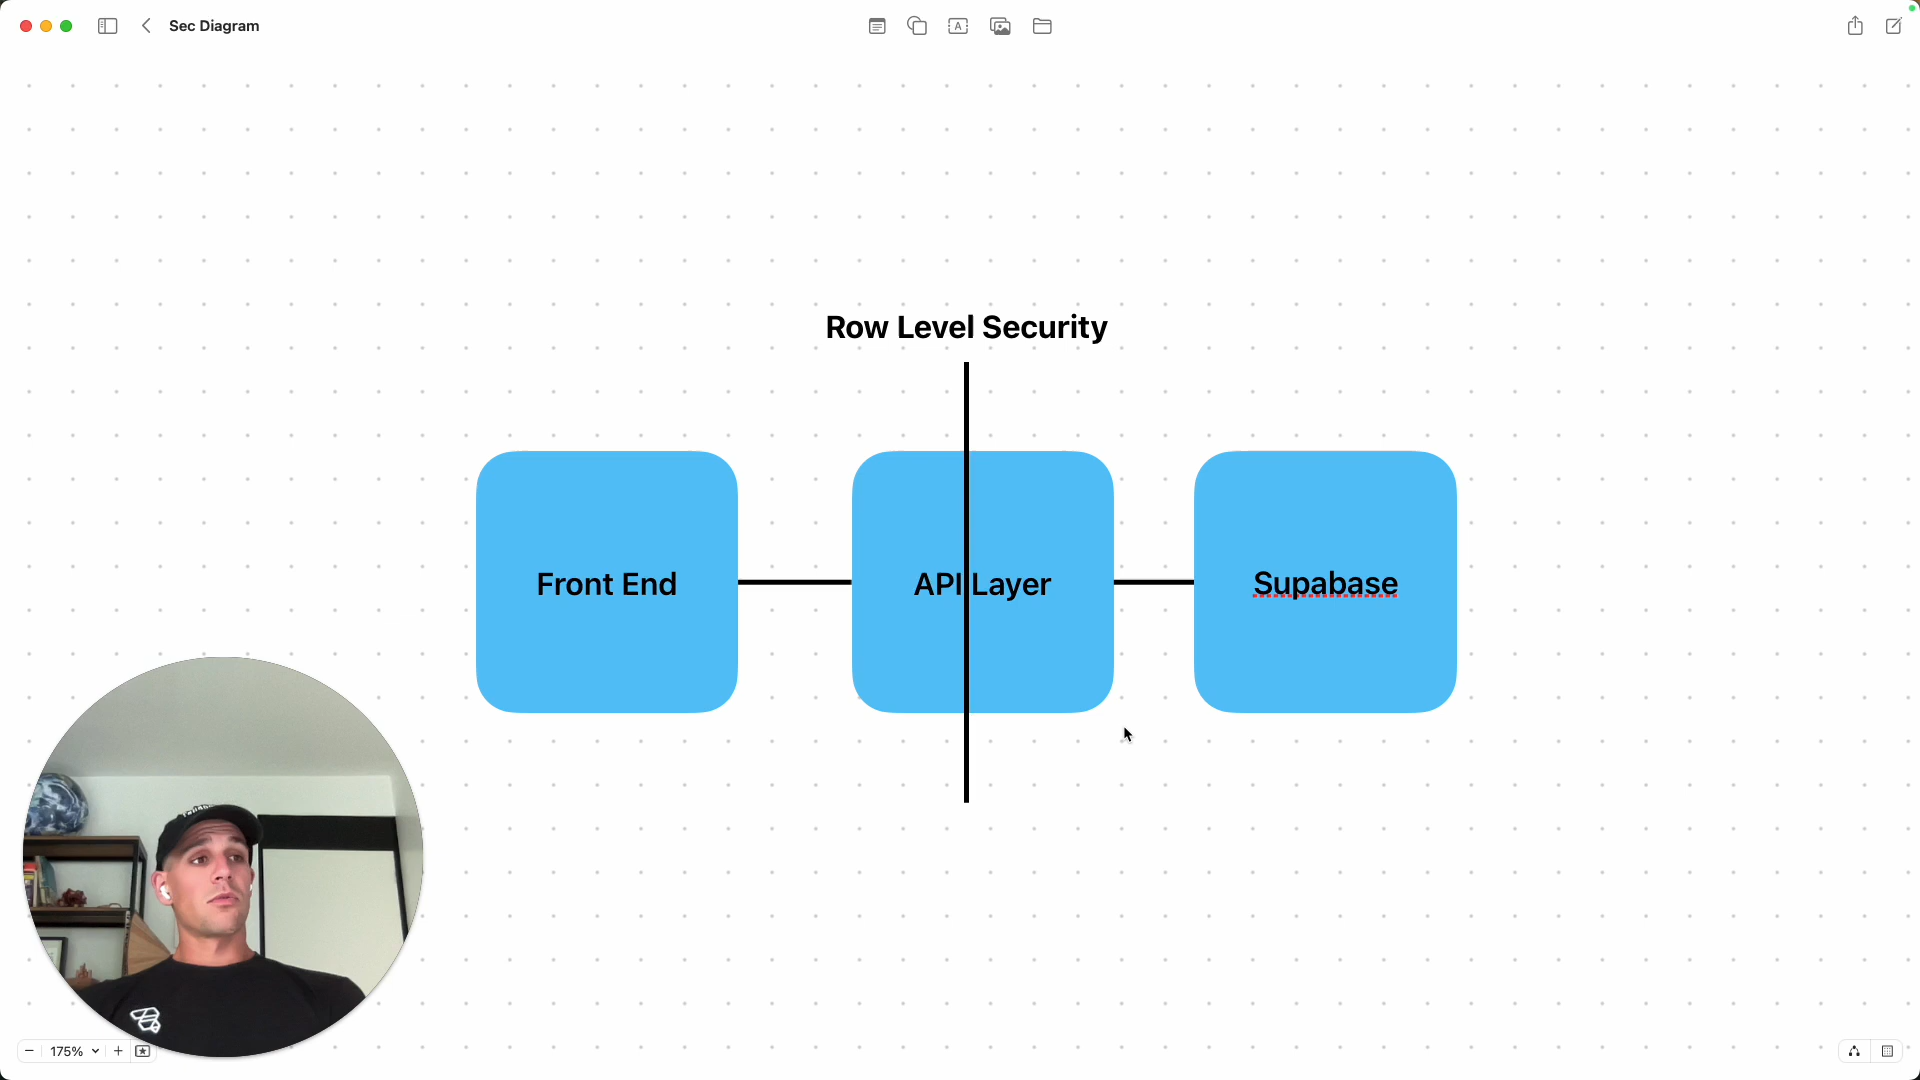 Sec Diagram
Row Level Security
Front End
API Layer
Supabase
175%